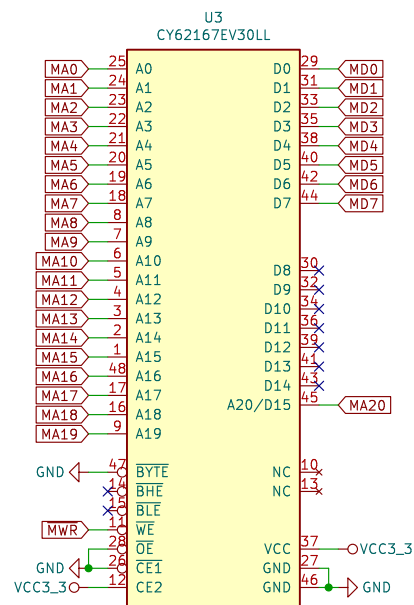 U3
CY62167EV30LL
MA0 25 A0 D0 29 MD0
MA1 24 A1 D1 31 MD1
MA2 23 A2 D2 33 MD2
MA3 22 A3 D3 35 MD3
MA4 21 A4 D4 38 MD4
MA5 20 A5 D5 40 MD5
MA6 19 A6 D6 42 MD6
MA7 18 A7 D7 44 MD7
MA8 8 A8
MA9 7 A9
MA10 6 A10 D8 30
MA11 5 A11 D9 32
MA12 4 A12 D10 34
MA13 3 A13 D11 36
MA14 2 A14 D12 39
MA15 1 A15 D13 41
MA16 48 A16 D14 43
MA17 17 A17 A20/D15 45 MA20
MA18 16 A18
MA19 9 A19
GND 47 BYTE NC 10
14 BHE NC 13
15 BLE
MWR 11 WE
28 OE VCC 37 VCC3_3
GND 26 CE1 GND 27
VCC3_3 12 CE2 GND 46 GND